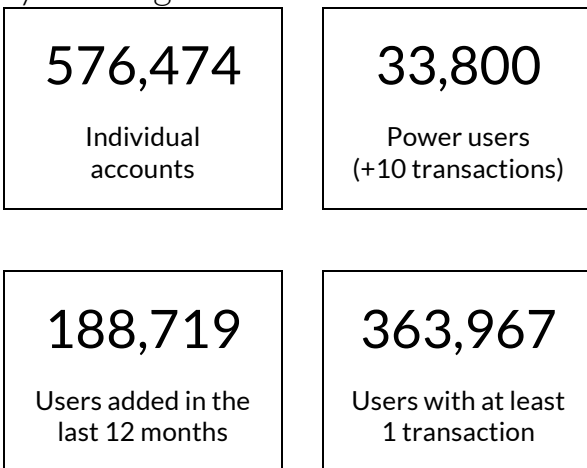 576,474
Individual
accounts
33,800
Power users
(+10 transactions)
188,719
Users added in the
last 12 months
363,967
Users with at least
1 transaction